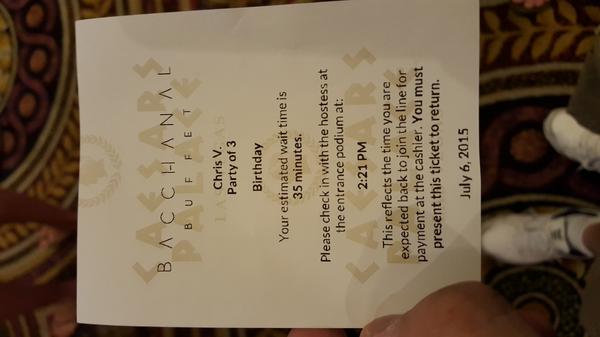 BACCHANAL
BUFFET
Chris V.
Party of 3
Birthday
Your estimated wait time is
35 minutes.
Please check in with the hostess at
the entrance podium at:
2:21 PM
This reflects the time you are
expected back to join the line for
payment at the cashier. You must
present this ticket to return.
July 6, 2015
CAESARS
PALACE
LAS VEGAS
CAESARS